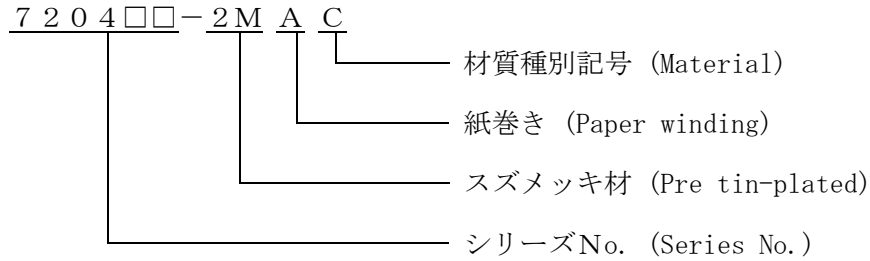 ７２０４□□－２Ｍ Ａ Ｃ
材質種別記号 (Material)
紙巻き (Paper winding)
スズメッキ材 (Pre tin-plated)
シリーズNo. (Series No.)